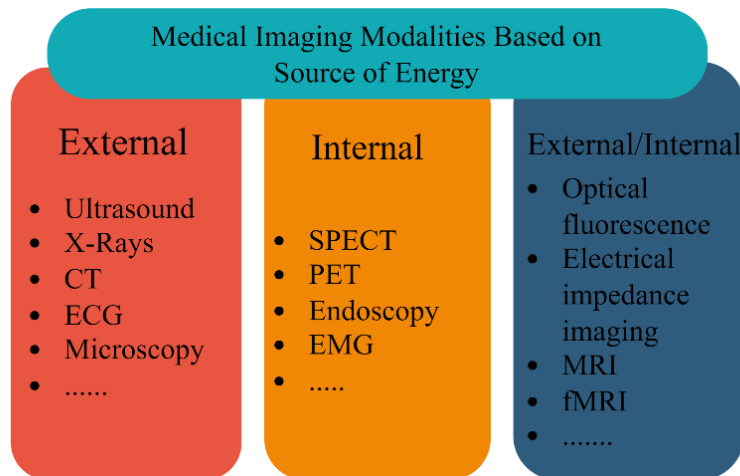 Medical Imaging Modalities Based on
Source of Energy
External
• Ultrasound
• X-Rays
• CT
• ECG
• Microscopy
• ......
Internal
• SPECT
• PET
• Endoscopy
• EMG
• .....
External/Internal
• Optical
fluorescence
• Electrical
impedance
imaging
• MRI
• fMRI
• .......